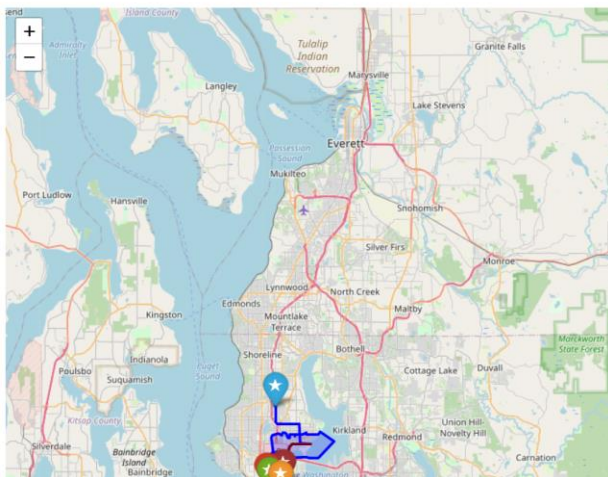 send
Island County
Admiralty Inlet
+
−
Tulalip
Indian
Reservation
Granite Falls
Marysville
Langley
Lake Stevens
Possession
Sound
Everett
Mukilteo
Port Ludlow
Hansville
Snohomish
Silver Firs
Monroe
Lynnwood
North Creek
Edmonds
Mountlake
Terrace
Maltby
Kingston
Marckworth
State Forest
Bothell
Shoreline
Indianola
Cottage Lake
Duvall
Poulsbo
Suquamish
Puget
Sound
Kitsap County
Kirkland
Union Hill-
Novelty Hill
Redmond
Carnation
Silverdale
Bainbridge
Island
Bainbridge
Washington